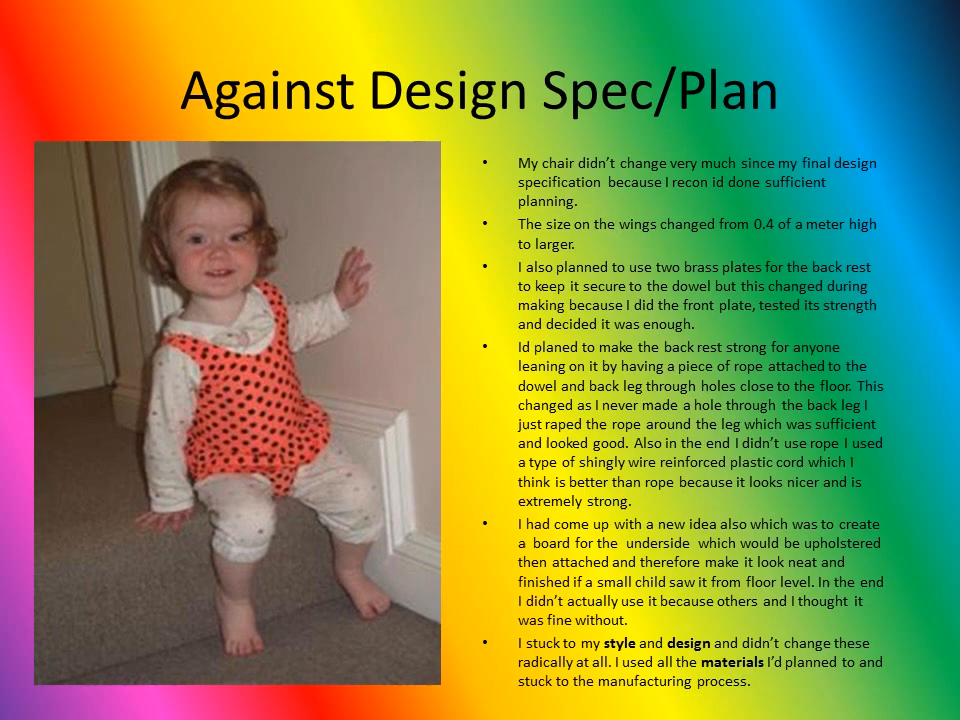 Against Design Spec/Plan
• My chair didn't change very much since my final design
specification because I recon id done sufficient
planning.
• The size on the wings changed from 0.4 of a meter high
to larger.
• I also planned to use two brass plates for the back rest
to keep it secure to the dowel but this changed during
making because I did the front plate, tested its strength
and decided it was enough.
• Id planed to make the back rest strong for anyone
leaning on it by having a piece of rope attached to the
dowel and back leg through holes close to the floor. This
changed as I never made a hole through the back leg I
just raped the rope around the leg which was sufficient
and looked good. Also in the end I didn't use rope I used
a type of shingly wire reinforced plastic cord which I
think is better than rope because it looks nicer and is
extremely strong.
• I had come up with a new idea also which was to create
a board for the underside which would be upholstered
then attached and therefore make it look neat and
finished if a small child saw it from floor level. In the end
I didn't actually use it because others and I thought it
was fine without.
• I stuck to my style and design and didn't change these
radically at all. I used all the materials I'd planned to and
stuck to the manufacturing process.